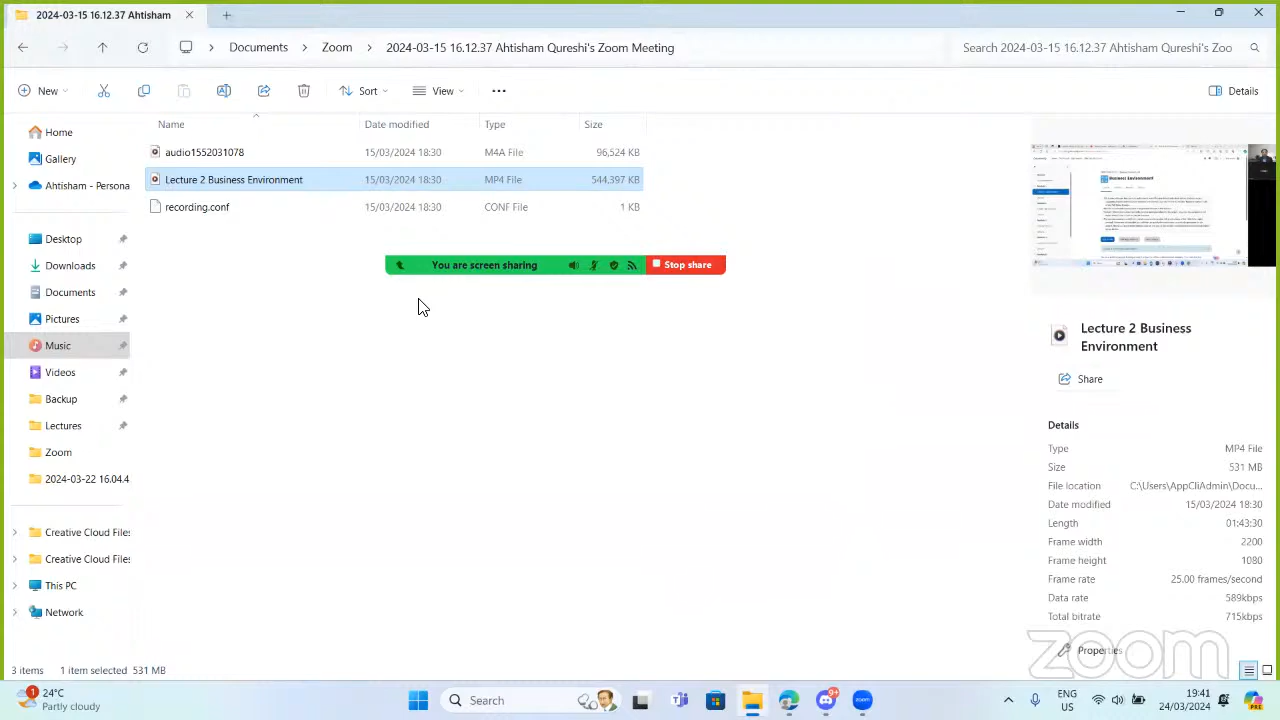 2024-03-15 16.12.37 Ahtisham
Documents > Zoom > 2024-03-15 16.12.37 Ahtisham Qureshi's Zoom Meeting
Search 2024-03-15 16.12.37 Ahtisham Qureshi's Zoo
New
Sort
View
Details
Name
Date modified
Type
Size
audio1552031078
15/03/2024 18:30
M4A File
96,524 KB
Lecture 2 Business Environment
15/03/2024 18:30
MP4 File
544,397 KB
recording.conf
15/03/2024 18:30
CONF File
KB
Home
Gallery
Ahtisham - Persona
Desktop
Downloads
Documents
Pictures
Music
Videos
Backup
Lectures
Zoom
2024-03-22 16.04.4
Creative Cloud Files
Creative Cloud Files
This PC
Network
are screen sharing
Stop share
Business Environment
Lecture 2 Business
Environment
Share
Details
Type MP4 File
Size 531 MB
File location C:\Users\AppCliAdmin\Docu...
Date modified 15/03/2024 18:30
Length 01:43:30
Frame width 2200
Frame height 1080
Frame rate 25.00 frames/second
Data rate 589kbps
Total bitrate 715kbps
Properties
zoom
3 items 1 item selected 531 MB
1
24°C
Partly cloudy
Search
zoom
ENG
US
19:41
24/03/2024